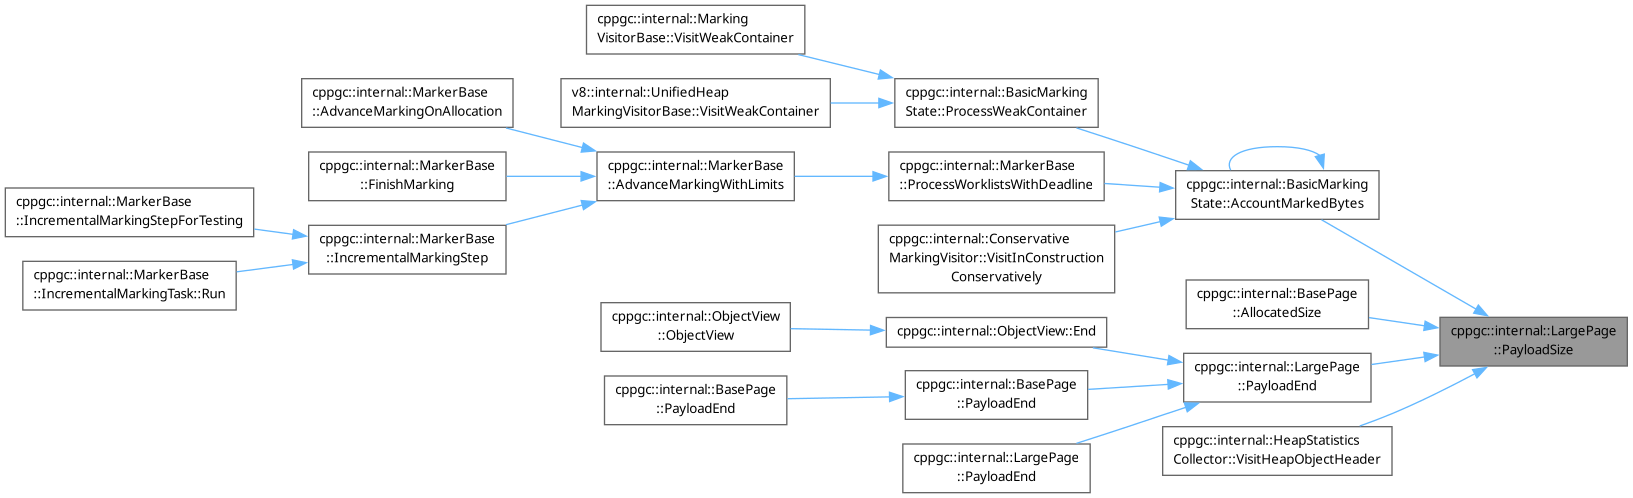 cppgc::internal::Marking
VisitorBase::VisitWeakContainer
cppgc::internal::MarkerBase
::AdvanceMarkingOnAllocation
v8::internal::UnifiedHeap
MarkingVisitorBase::VisitWeakContainer
cppgc::internal::BasicMarking
State::ProcessWeakContainer
cppgc::internal::MarkerBase
::FinishMarking
cppgc::internal::MarkerBase
::AdvanceMarkingWithLimits
cppgc::internal::MarkerBase
::ProcessWorklistsWithDeadline
cppgc::internal::BasicMarking
State::AccountMarkedBytes
cppgc::internal::MarkerBase
::IncrementalMarkingStepForTesting
cppgc::internal::MarkerBase
::IncrementalMarkingStep
cppgc::internal::Conservative
MarkingVisitor::VisitInConstruction
Conservatively
cppgc::internal::MarkerBase
::IncrementalMarkingTask::Run
cppgc::internal::BasePage
::AllocatedSize
cppgc::internal::ObjectView
::ObjectView
cppgc::internal::ObjectView::End
cppgc::internal::LargePage
::PayloadSize
cppgc::internal::LargePage
::PayloadEnd
cppgc::internal::BasePage
::PayloadEnd
cppgc::internal::BasePage
::PayloadEnd
cppgc::internal::HeapStatistics
Collector::VisitHeapObjectHeader
cppgc::internal::LargePage
::PayloadEnd